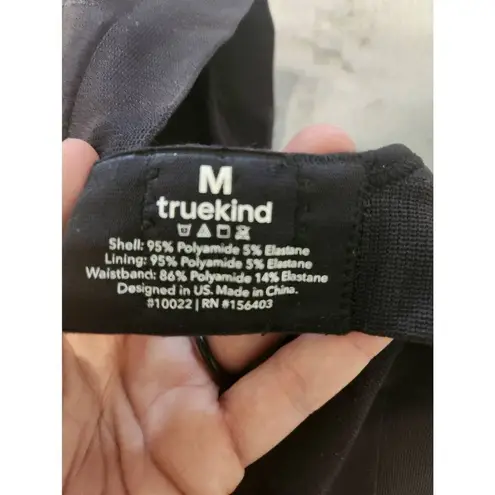 M
truekind
Shell: 95% Polyamide 5% Elastane
Lining: 95% Polyamide 5% Elastane
Waistband: 86% Polyamide 14% Elastane
Designed in US. Made in China.
#10022 | RN #156403